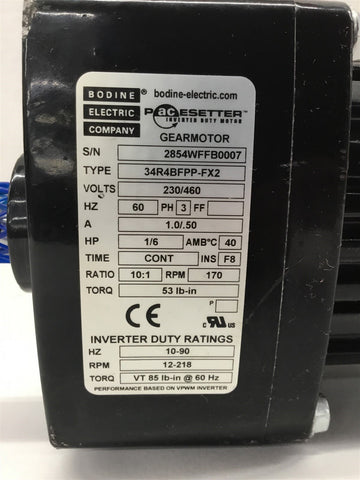 BODINE ® bodine-electric.com
ELECTRIC PACESETTER™
COMPANY INVERTER DUTY MOTOR
GEARMOTOR
S/N 2854WFFB0007
TYPE 34R4BFPP-FX2
VOLTS 230/460
HZ 60 PH 3 FF
A 1.0/.50
HP 1/6 AMB°C 40
TIME CONT INS F8
RATIO 10:1 RPM 170
TORQ 53 lb-in
P
CE c US
INVERTER DUTY RATINGS
HZ 10-90
RPM 12-218
TORQ VT 85 lb-in @ 60 Hz
PERFORMANCE BASED ON VPWM INVERTER